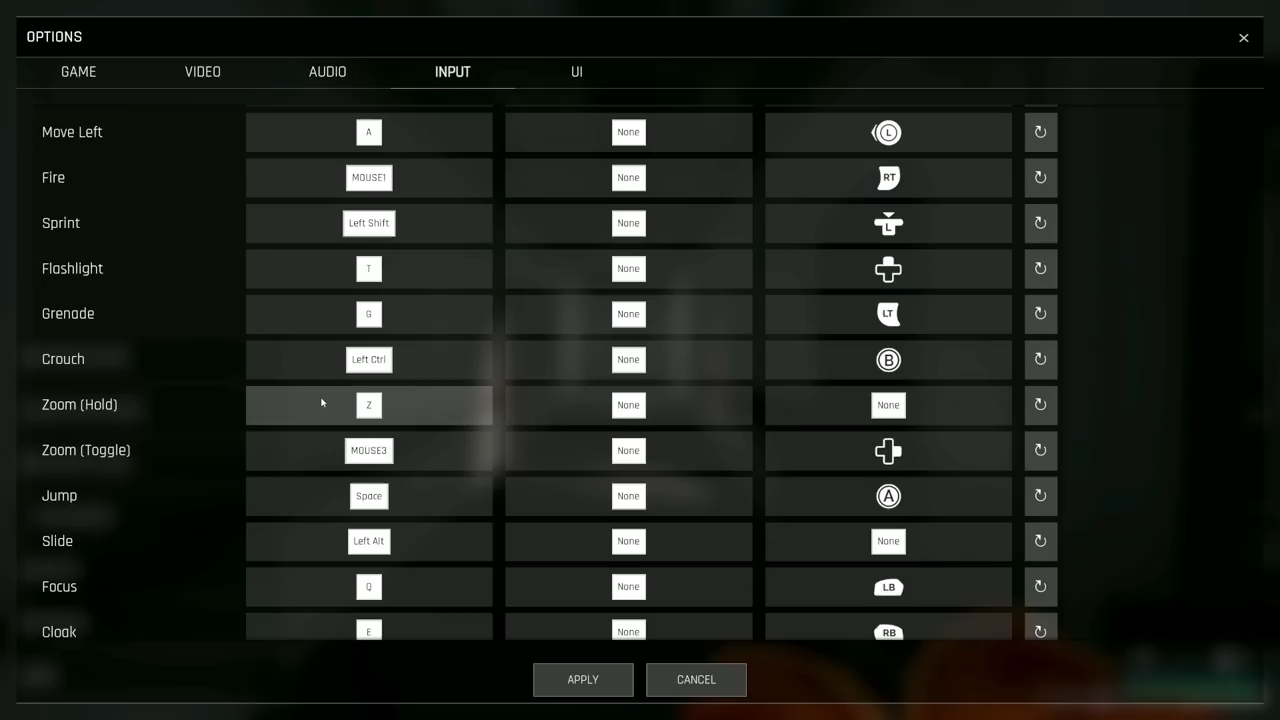 OPTIONS ×
GAME VIDEO AUDIO INPUT UI
Move Left A None L
Fire MOUSE1 None RT
Sprint Left Shift None L
Flashlight T None
Grenade G None LT
Crouch Left Ctrl None B
Zoom (Hold) Z None None
Zoom (Toggle) MOUSE3 None
Jump Space None A
Slide Left Alt None None
Focus Q None LB
Cloak E None RB
APPLY CANCEL